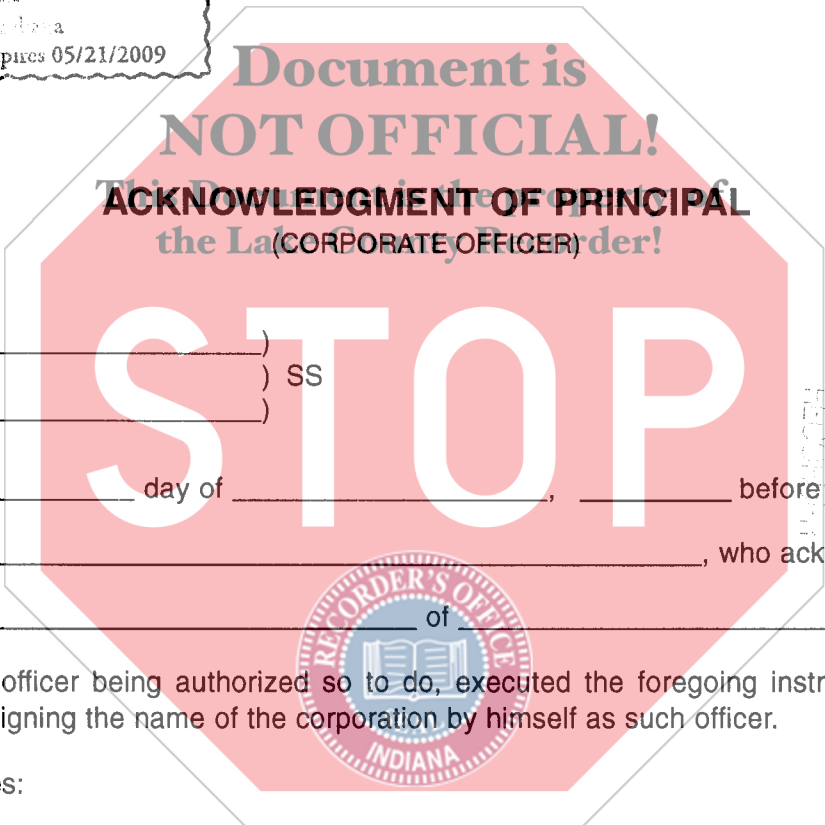 pires 05/21/2009
Document is
NOT OFFICIAL!
This Document is the property of
the Lake County Recorder!
ACKNOWLEDGMENT OF PRINCIPAL
(CORPORATE OFFICER)
)
) SS
)
STOP
day of , before
, who ack
of
RECORDER'S OFFICE
officer being authorized so to do, executed the foregoing instr
igning the name of the corporation by himself as such officer.
INDIANA
s: